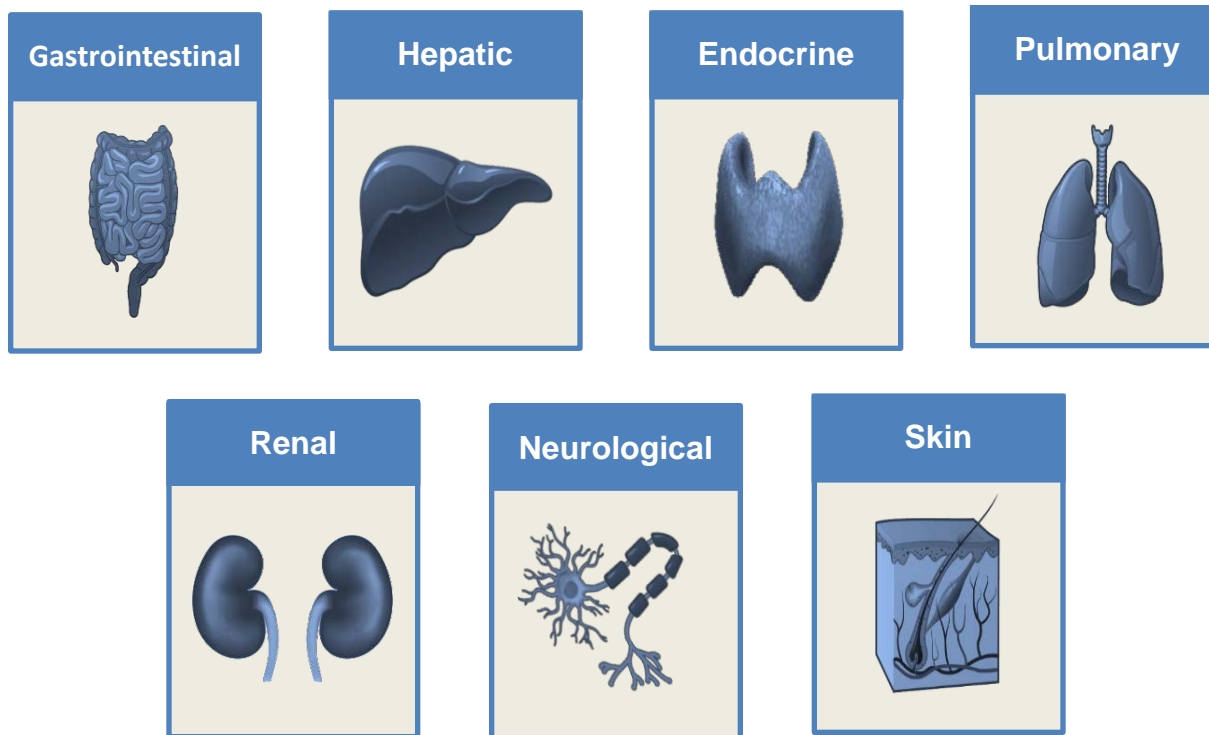 Gastrointestinal
Hepatic
Endocrine
Pulmonary
Renal
Neurological
Skin